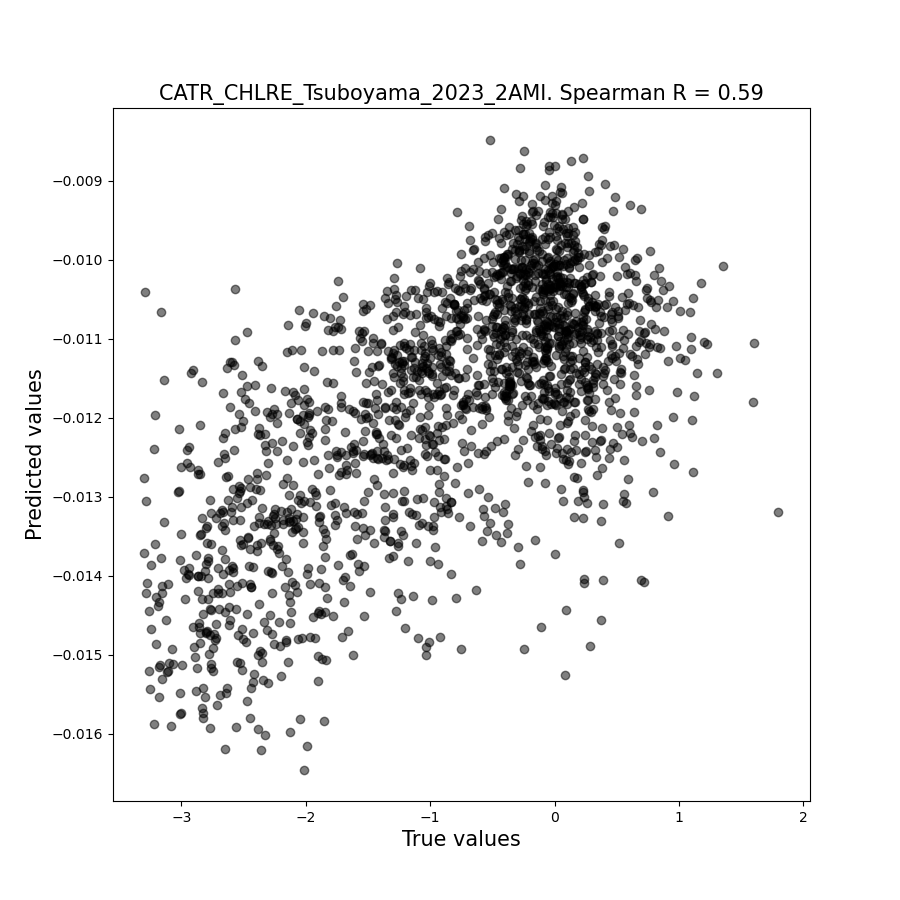 CATR_CHLRE_Tsuboyama_2023_2AMI. Spearman R = 0.59
Predicted values
−0.009
−0.010
−0.011
−0.012
−0.013
−0.014
−0.015
−0.016
−3 −2 −1 0 1 2
True values